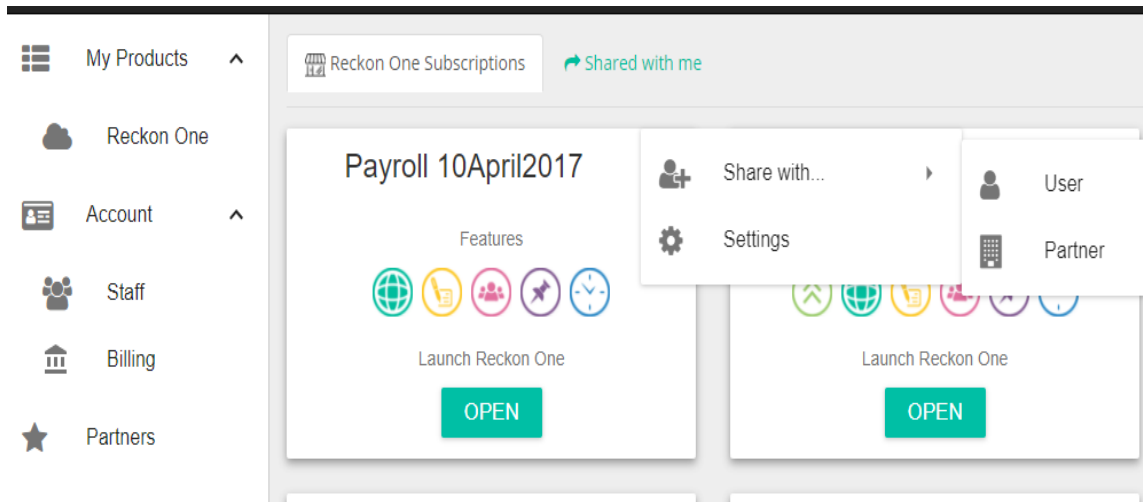 My Products
Reckon One
Account
Staff
Billing
Partners
Reckon One Subscriptions
Shared with me
Payroll 10April2017
Features
Launch Reckon One
OPEN
Share with...
Settings
User
Partner
Launch Reckon One
OPEN